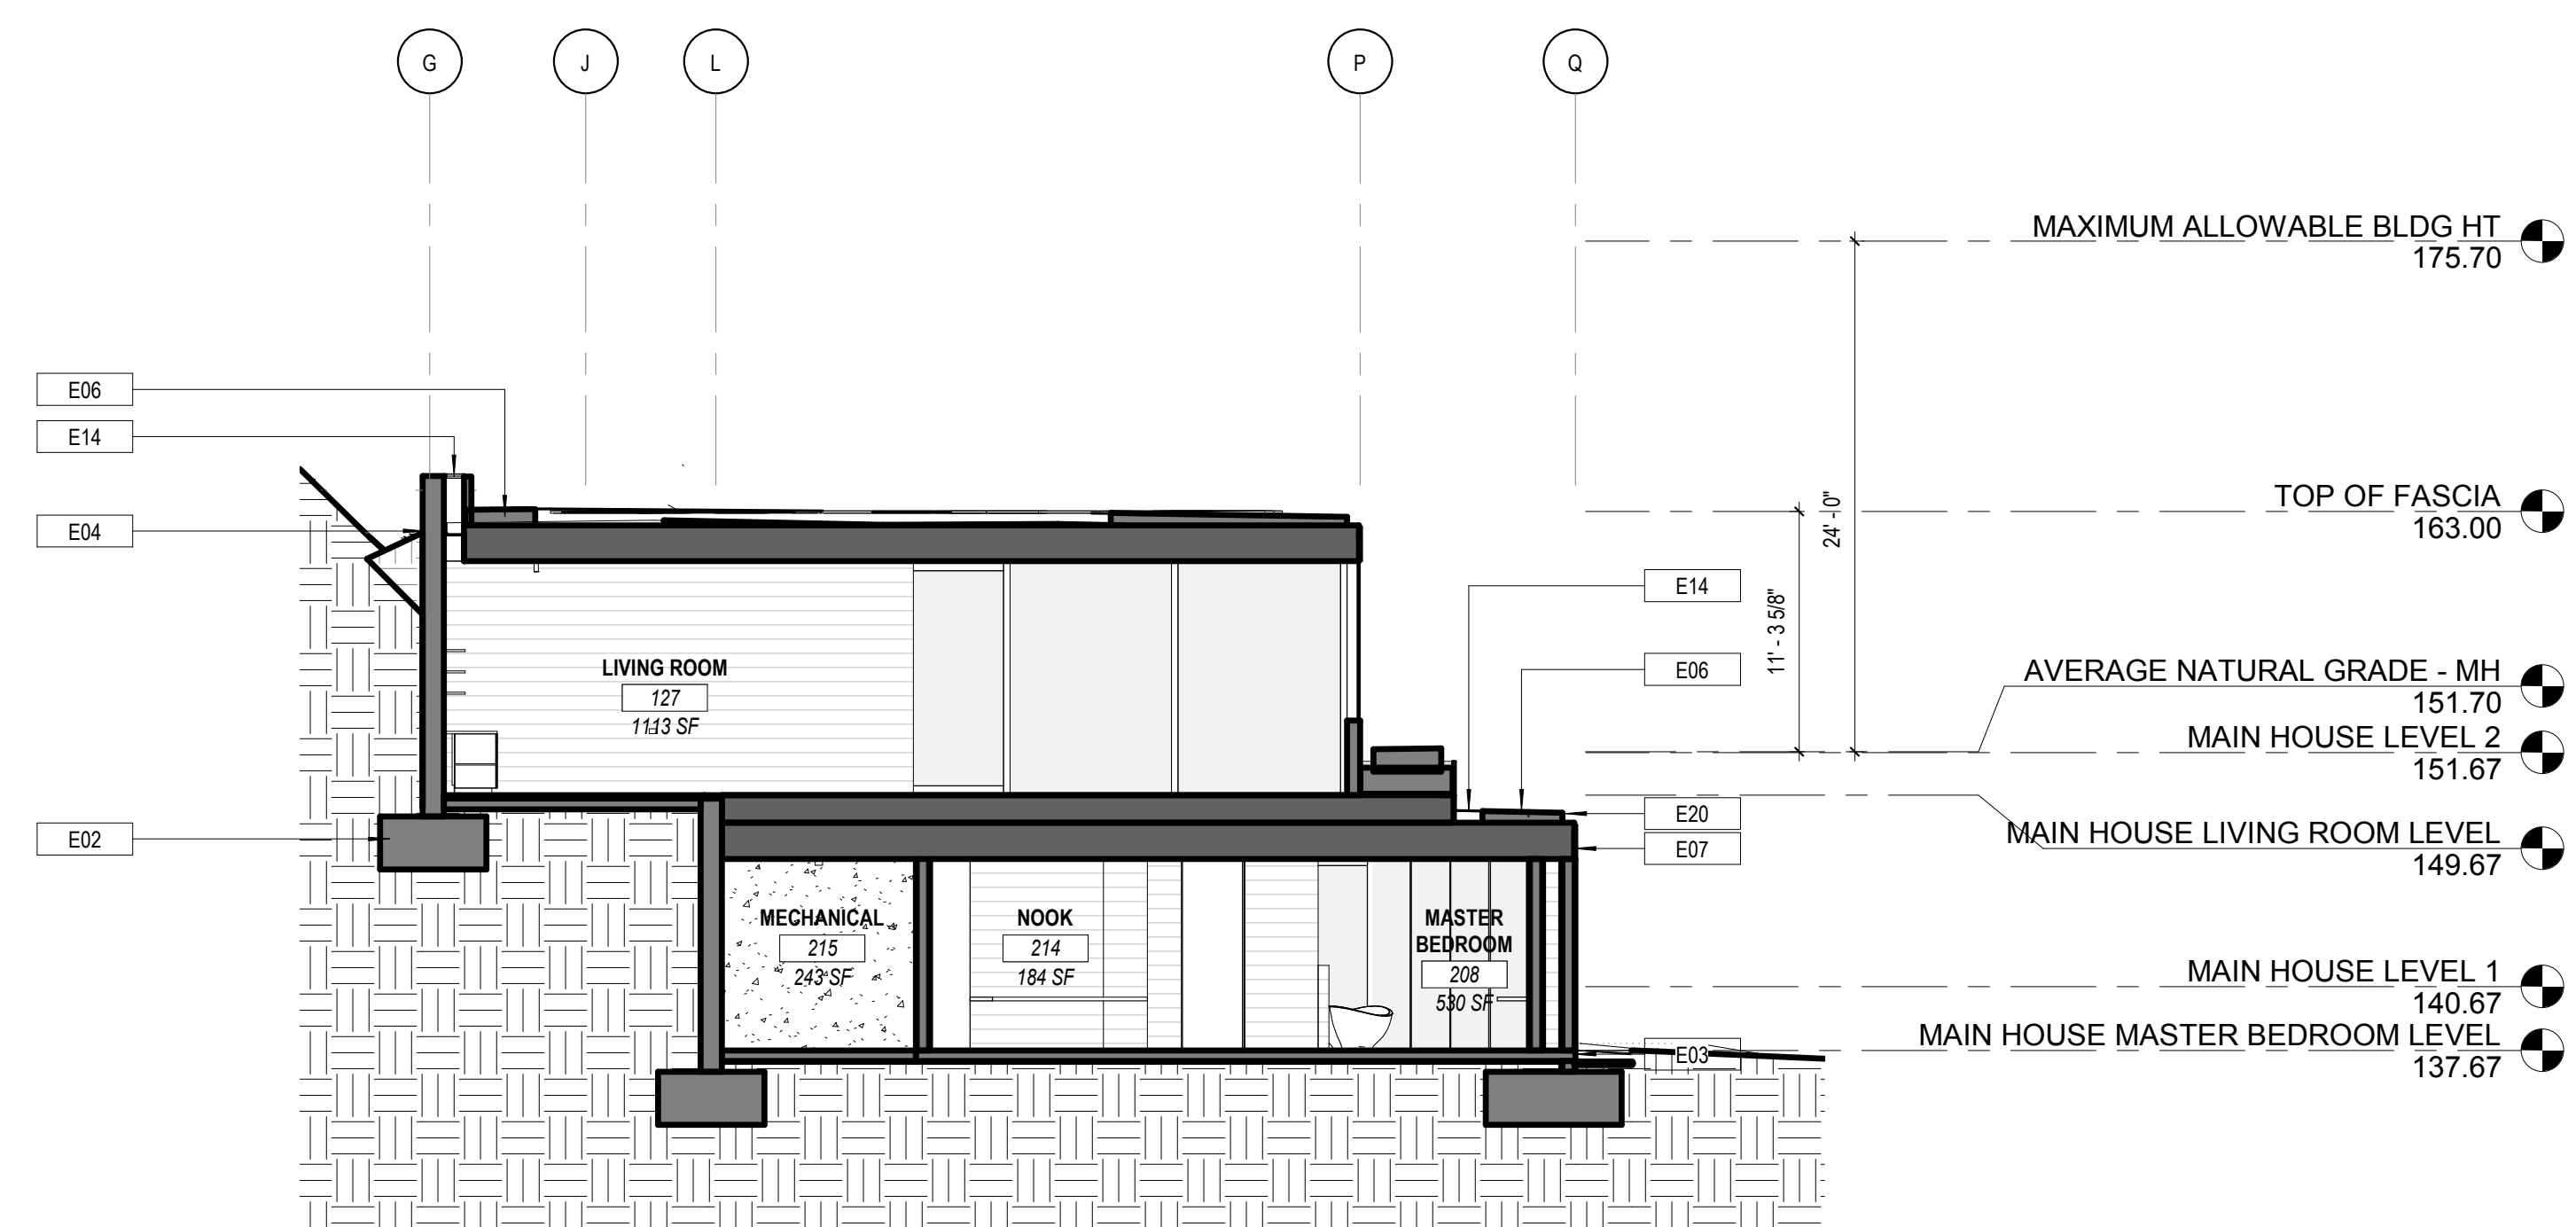 G
J
L
P
Q
MAXIMUM ALLOWABLE BLDG HT
175.70
E06
E14
E04
E02
TOP OF FASCIA
163.00
24' - 0"
11' - 3 5/8"
E14
E06
E20
E07
E03
AVERAGE NATURAL GRADE - MH
151.70
MAIN HOUSE LEVEL 2
151.67
MAIN HOUSE LIVING ROOM LEVEL
149.67
MAIN HOUSE LEVEL 1
140.67
MAIN HOUSE MASTER BEDROOM LEVEL
137.67
LIVING ROOM
127
1113 SF
MECHANICAL
215
243 SF
NOOK
214
184 SF
MASTER
BEDROOM
208
530 SF